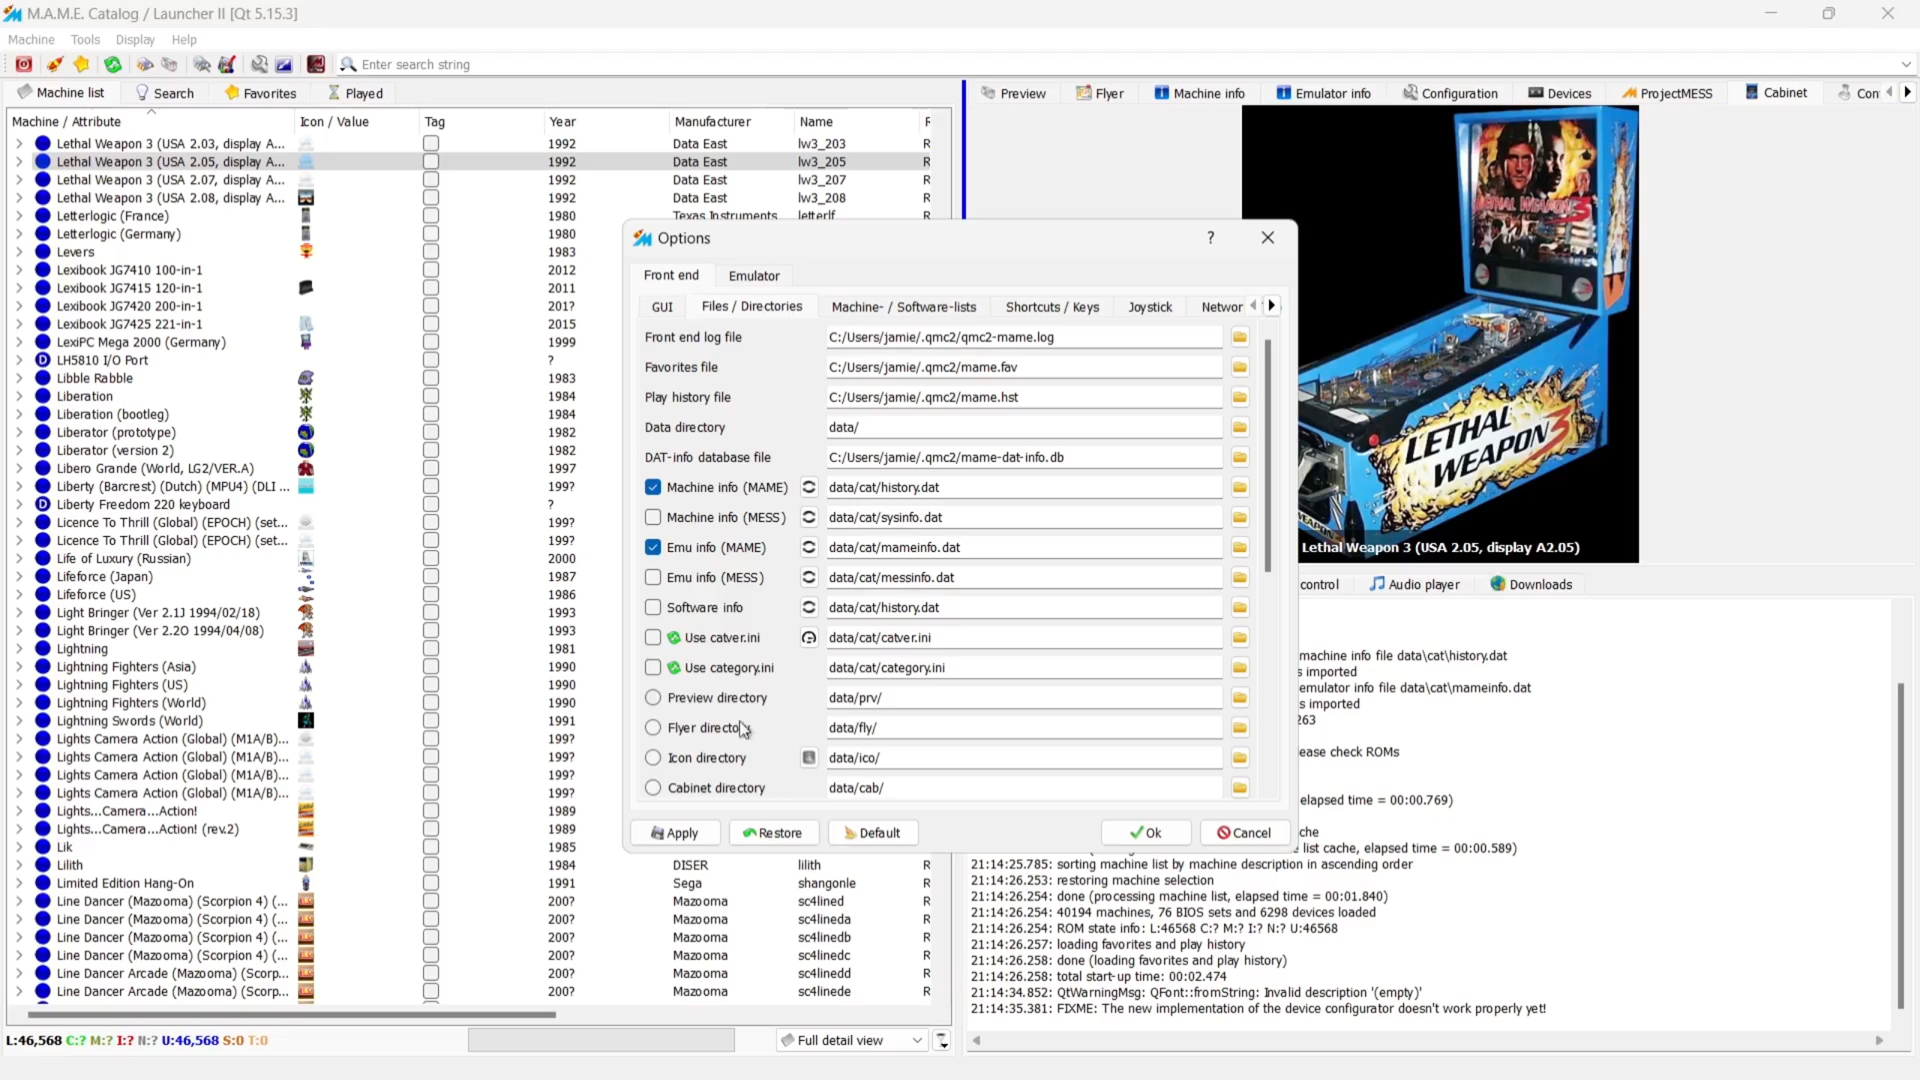 M.A.M.E. Catalog / Launcher II [Qt 5.15.3]
Machine Tools Display Help
Enter search string
Machine list Search Favorites Played
Machine / Attribute Icon / Value Tag Year Manufacturer Name
Lethal Weapon 3 (USA 2.03, display A... 1992 Data East lw3_203 R
Lethal Weapon 3 (USA 2.05, display A... 1992 Data East lw3_205 R
Lethal Weapon 3 (USA 2.07, display A... 1992 Data East lw3_207 R
Lethal Weapon 3 (USA 2.08, display A... 1992 Data East lw3_208 R
Letterlogic (France) 1980 Texas Instruments letterlf R
Letterlogic (Germany) 1980
Levers 1983
Lexibook JG7410 100-in-1 2012
Lexibook JG7415 120-in-1 2011
Lexibook JG7420 200-in-1 201?
Lexibook JG7425 221-in-1 2015
LexiPC Mega 2000 (Germany) 1999
D LH5810 I/O Port ?
Libble Rabble 1983
Liberation 1984
Liberation (bootleg) 1984
Liberator (prototype) 1982
Liberator (version 2) 1982
Libero Grande (World, LG2/VER.A) 1997
Liberty (Barcrest) (Dutch) (MPU4) (DLI ... 199?
D Liberty Freedom 220 keyboard ?
Licence To Thrill (Global) (EPOCH) (set... 199?
Licence To Thrill (Global) (EPOCH) (set... 199?
Life of Luxury (Russian) 2000
Lifeforce (Japan) 1987
Lifeforce (US) 1986
Light Bringer (Ver 2.1J 1994/02/18) 1993
Light Bringer (Ver 2.2O 1994/04/08) 1993
Lightning 1981
Lightning Fighters (Asia) 1990
Lightning Fighters (US) 1990
Lightning Fighters (World) 1990
Lightning Swords (World) 1991
Lights Camera Action (Global) (M1A/B)... 199?
Lights Camera Action (Global) (M1A/B)... 199?
Lights Camera Action (Global) (M1A/B)... 199?
Lights Camera Action (Global) (M1A/B)... 199?
Lights...Camera...Action! 1989
Lights...Camera...Action! (rev.2) 1989
Lik 1985
Lilith 1984 DISER lilith R
Limited Edition Hang-On 1991 Sega shangonle R
Line Dancer (Mazooma) (Scorpion 4) (... 200? Mazooma sc4lined R
Line Dancer (Mazooma) (Scorpion 4) (... 200? Mazooma sc4lineda R
Line Dancer (Mazooma) (Scorpion 4) (... 200? Mazooma sc4linedb R
Line Dancer (Mazooma) (Scorpion 4) (... 200? Mazooma sc4linedc R
Line Dancer Arcade (Mazooma) (Scorp... 200? Mazooma sc4linedd R
Line Dancer Arcade (Mazooma) (Scorp... 200? Mazooma sc4linede R
L:46,568 C:? M:? I:? N:? U:46,568 S:0 T:0
Full detail view
Options
Front end Emulator
GUI Files / Directories Machine- / Software-lists Shortcuts / Keys Joystick Networ
Front end log file C:/Users/jamie/.qmc2/qmc2-mame.log
Favorites file C:/Users/jamie/.qmc2/mame.fav
Play history file C:/Users/jamie/.qmc2/mame.hst
Data directory data/
DAT-info database file C:/Users/jamie/.qmc2/mame-dat-info.db
Machine info (MAME) data/cat/history.dat
Machine info (MESS) data/cat/sysinfo.dat
Emu info (MAME) data/cat/mameinfo.dat
Emu info (MESS) data/cat/messinfo.dat
Software info data/cat/history.dat
Use catver.ini data/cat/catver.ini
Use category.ini data/cat/category.ini
Preview directory data/prv/
Flyer directo data/fly/
Icon directory data/ico/
Cabinet directory data/cab/
Apply Restore Default Ok Cancel
Preview Flyer Machine info Emulator info Configuration Devices ProjectMESS Cabinet Con
LETHAL WEAPON 3
LETHAL
WEAPON 3
Lethal Weapon 3 (USA 2.05, display A2.05)
control Audio player Downloads
machine info file data\cat\history.dat
s imported
emulator info file data\cat\mameinfo.dat
s imported
263
ease check ROMs
elapsed time = 00:00.769)
che
list cache, elapsed time = 00:00.589)
21:14:25.785: sorting machine list by machine description in ascending order
21:14:26.253: restoring machine selection
21:14:26.254: done (processing machine list, elapsed time = 00:01.840)
21:14:26.254: 40194 machines, 76 BIOS sets and 6298 devices loaded
21:14:26.254: ROM state info: L:46568 C:? M:? I:? N:? U:46568
21:14:26.257: loading favorites and play history
21:14:26.258: done (loading favorites and play history)
21:14:26.258: total start-up time: 00:02.474
21:14:34.852: QtWarningMsg: QFont::fromString: Invalid description '(empty)'
21:14:35.381: FIXME: The new implementation of the device configurator doesn't work properly yet!